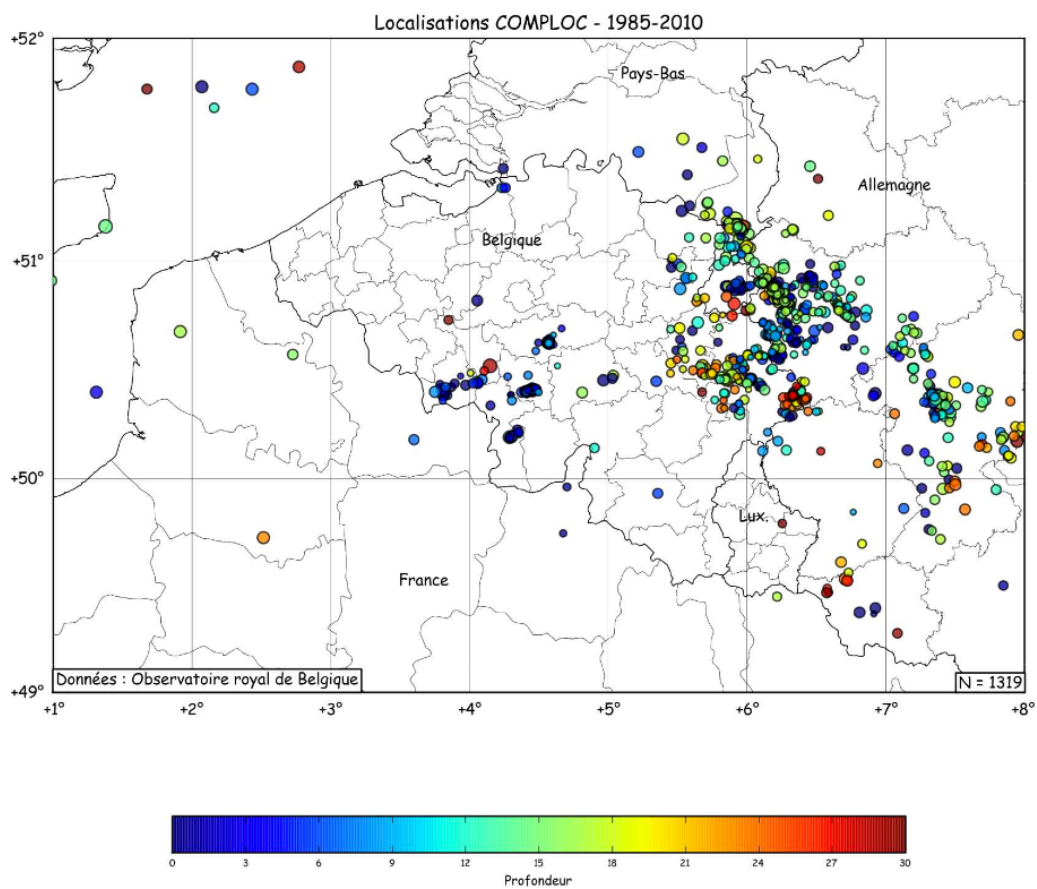 Localisations COMPLOC - 1985-2010
+52°
Pays-Bas
Allemagne
Belgique
+51°
+50°
Lux.
France
Données : Observatoire royal de Belgique
N = 1319
+49°
+1° +2° +3° +4° +5° +6° +7° +8°
0 3 6 9 12 15 18 21 24 27 30
Profondeur